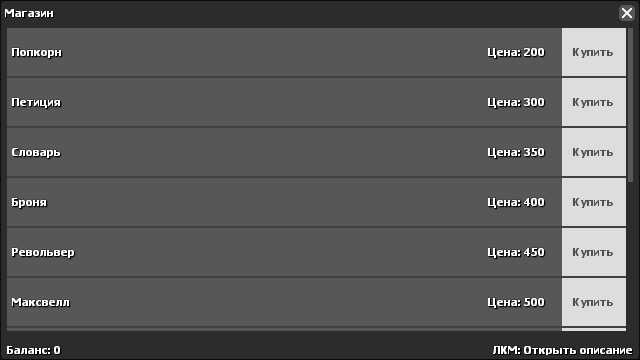 Магазин
Попкорн Цена: 200 Купить
Петиция Цена: 300 Купить
Словарь Цена: 350 Купить
Броня Цена: 400 Купить
Револьвер Цена: 450 Купить
Максвелл Цена: 500 Купить
Баланс: 0 ЛКМ: Открыть описание